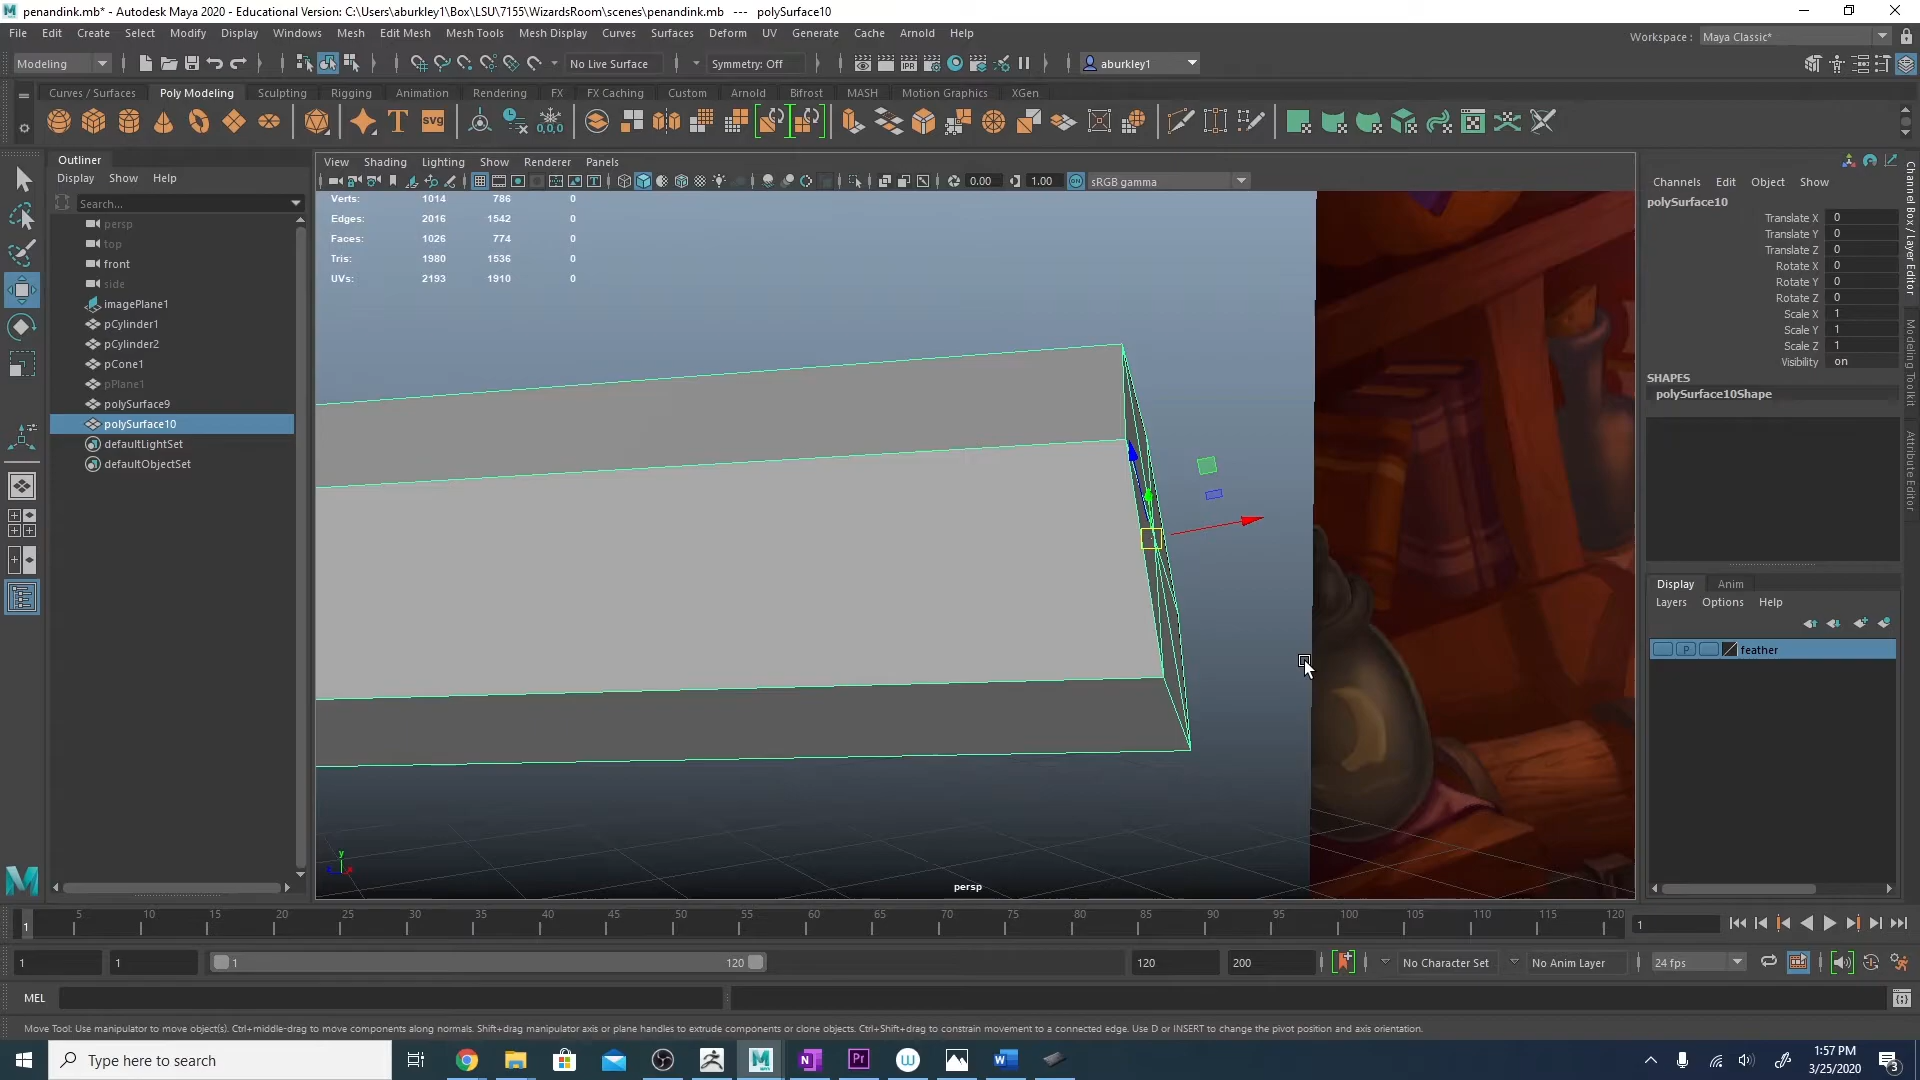 penandink.mb* - Autodesk Maya 2020 - Educational Version: C:\Users\aburkley1\Box\LSU\7155\WizardsRoom\scenes\penandink.mb --- polySurface10
File Edit Create Select Modify Display Windows Mesh Edit Mesh Mesh Tools Mesh Display Curves Surfaces Deform UV Generate Cache Arnold Help
Workspace : Maya Classic*
Modeling No Live Surface Symmetry: Off aburkley1
Curves / Surfaces Poly Modeling Sculpting Rigging Animation Rendering FX FX Caching Custom Arnold Bifrost MASH Motion Graphics XGen
Outliner
Display Show Help
Search...
persp
top
front
side
imagePlane1
pCylinder1
pCylinder2
pCone1
pPlane1
polySurface9
polySurface10
defaultLightSet
defaultObjectSet
View Shading Lighting Show Renderer Panels
0.00 1.00 sRGB gamma
Verts: 1014 786 0
Edges: 2016 1542 0
Faces: 1026 774 0
Tris: 1980 1536 0
UVs: 2193 1910 0
persp
Channels Edit Object Show
polySurface10
Translate X 0
Translate Y 0
Translate Z 0
Rotate X 0
Rotate Y 0
Rotate Z 0
Scale X 1
Scale Y 1
Scale Z 1
Visibility on
SHAPES
polySurface10Shape
Display Anim
Layers Options Help
P feather
Channel Box / Layer Editor
Modeling Toolkit
Attribute Editor
1 5 10 15 20 25 30 35 40 45 50 55 60 65 70 75 80 85 90 95 100 105 110 115 120 1
1 1 1 120 120 200 No Character Set No Anim Layer 24 fps
MEL
Move Tool: Use manipulator to move object(s). Ctrl+middle-drag to move components along normals. Shift+drag manipulator axis or plane handles to extrude components or clone objects. Ctrl+Shift+drag to constrain movement to a connected edge. Use D or INSERT to change the pivot position and axis orientation.
Type here to search
1:57 PM
3/25/2020